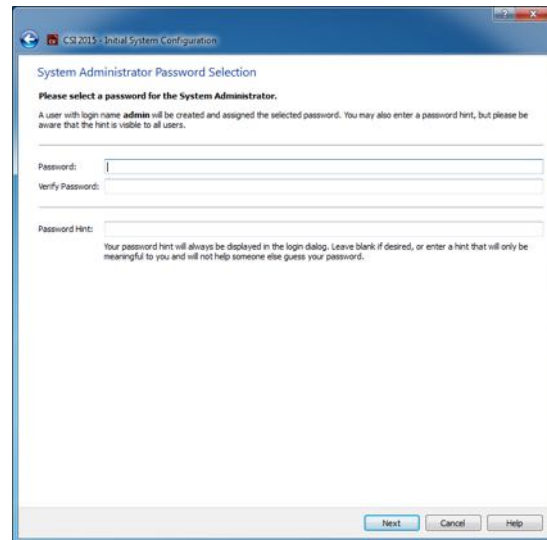 CSI 2015 - Initial System Configuration
System Administrator Password Selection
Please select a password for the System Administrator.
A user with login name admin will be created and assigned the selected password. You may also enter a password hint, but please be
aware that the hint is visible to all users.
Password:
Verify Password:
Password Hint:
Your password hint will always be displayed in the login dialog. Leave blank if desired, or enter a hint that will only be
meaningful to you and will not help someone else guess your password.
Next Cancel Help